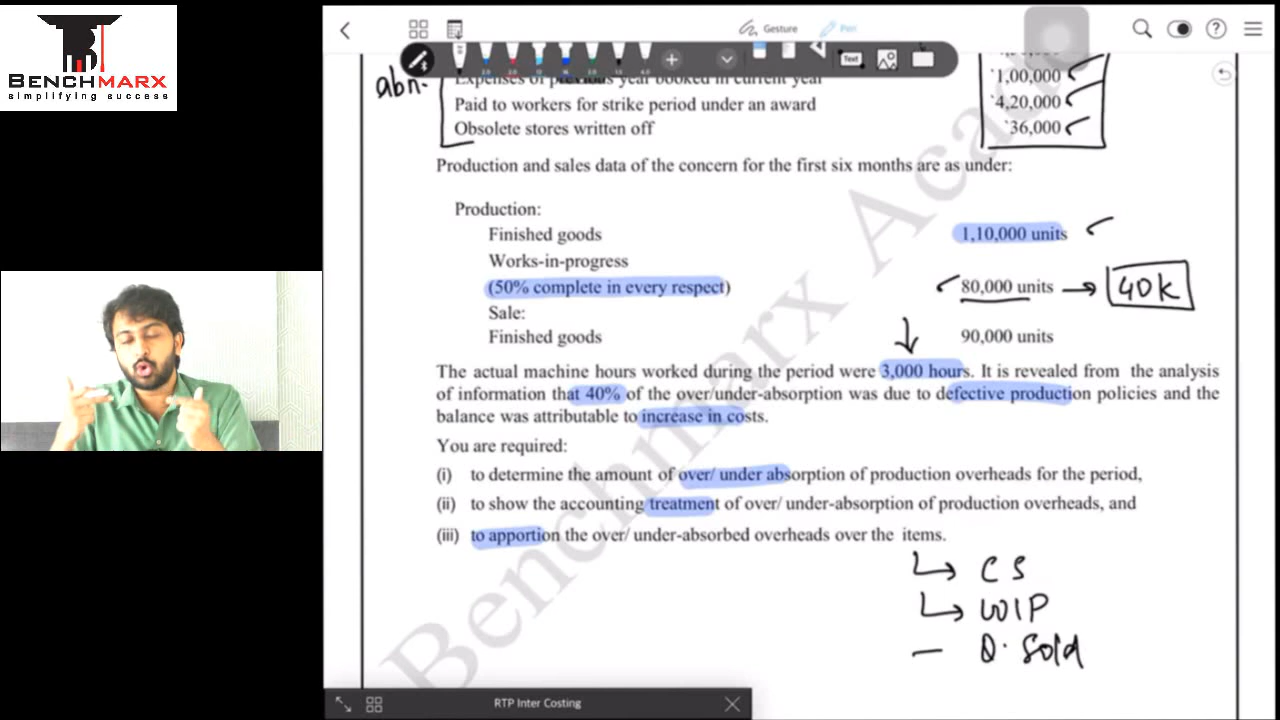 BENCHMARX
simplifying success
Gesture
Pen
Text
abn.
Expenses of previous year booked in current year `1,00,000
Paid to workers for strike period under an award `4,20,000
Obsolete stores written off `36,000
Production and sales data of the concern for the first six months are as under:
Production:
Finished goods 1,10,000 units
Works-in-progress
(50% complete in every respect) 80,000 units → 40k
Sale:
Finished goods 90,000 units
The actual machine hours worked during the period were 3,000 hours. It is revealed from the analysis
of information that 40% of the over/under-absorption was due to defective production policies and the
balance was attributable to increase in costs.
You are required:
(i) to determine the amount of over/ under absorption of production overheads for the period,
(ii) to show the accounting treatment of over/ under-absorption of production overheads, and
(iii) to apportion the over/ under-absorbed overheads over the items.
CS
WIP
Q. Sold
Benchmarx Acad
RTP Inter Costing